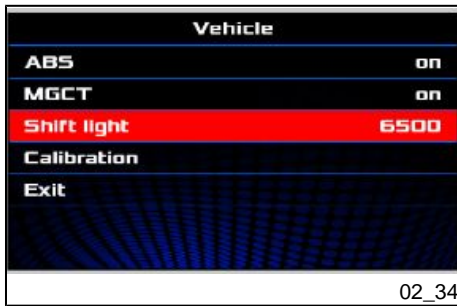 Vehicle
ABS on
MGCT on
Shift light 6500
Calibration
Exit
02_34